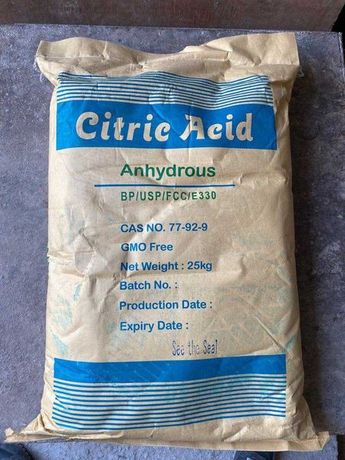 Citric Acid
Anhydrous
BP/USP/FCC/E330
CAS NO. 77-92-9
GMO Free
Net Weight : 25kg
Batch No. :
Production Date :
Expiry Date :
See the Seal